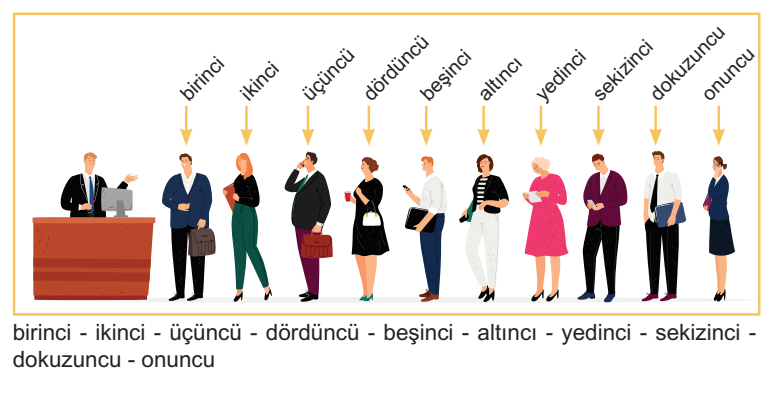 birinci
ikinci
üçüncü
dördüncü
beşinci
altıncı
yedinci
sekizinci
dokuzuncu
onuncu
birinci - ikinci - üçüncü - dördüncü - beşinci - altıncı - yedinci - sekizinci -
dokuzuncu - onuncu